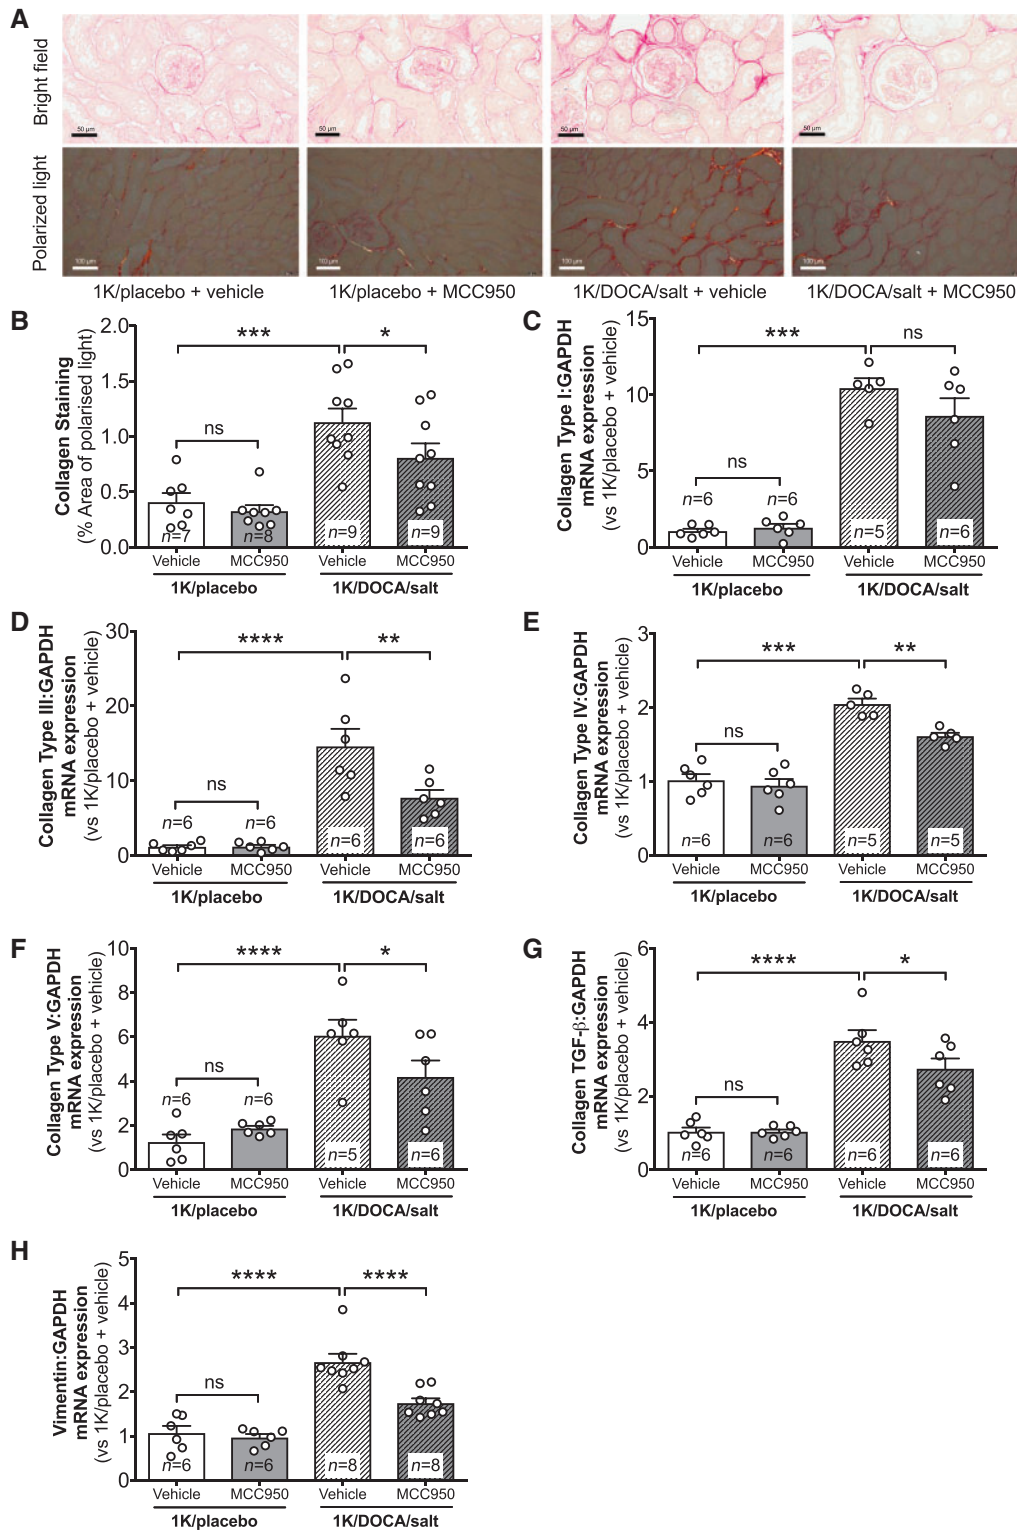 A
Bright field
50 µm
50 µm
50 µm
50 µm
Polarized light
100 µm
100 µm
100 µm
100 µm
1K/placebo + vehicle
1K/placebo + MCC950
1K/DOCA/salt + vehicle
1K/DOCA/salt + MCC950
B
Collagen Staining
(% Area of polarised light)
2.0
1.5
1.0
0.5
0.0
***
*
ns
n=7
n=8
n=9
n=9
Vehicle
MCC950
Vehicle
MCC950
1K/placebo
1K/DOCA/salt
C
Collagen Type I:GAPDH
mRNA expression
(vs 1K/placebo + vehicle)
15
10
5
0
***
ns
ns
n=6
n=6
n=5
n=6
Vehicle
MCC950
Vehicle
MCC950
1K/placebo
1K/DOCA/salt
D
Collagen Type III:GAPDH
mRNA expression
(vs 1K/placebo + vehicle)
30
20
10
0
****
**
ns
n=6
n=6
n=6
n=6
Vehicle
MCC950
Vehicle
MCC950
1K/placebo
1K/DOCA/salt
E
Collagen Type IV:GAPDH
mRNA expression
(vs 1K/placebo + vehicle)
3
2
1
0
***
**
ns
n=6
n=6
n=5
n=5
Vehicle
MCC950
Vehicle
MCC950
1K/placebo
1K/DOCA/salt
F
Collagen Type V:GAPDH
mRNA expression
(vs 1K/placebo + vehicle)
10
8
6
4
2
0
****
*
ns
n=6
n=6
n=5
n=6
Vehicle
MCC950
Vehicle
MCC950
1K/placebo
1K/DOCA/salt
G
Collagen TGF-β:GAPDH
mRNA expression
(vs 1K/placebo + vehicle)
6
4
2
0
****
*
ns
n=6
n=6
n=6
n=6
Vehicle
MCC950
Vehicle
MCC950
1K/placebo
1K/DOCA/salt
H
Vimentin:GAPDH
mRNA expression
(vs 1K/placebo + vehicle)
5
4
3
2
1
0
****
****
ns
n=6
n=6
n=8
n=8
Vehicle
MCC950
Vehicle
MCC950
1K/placebo
1K/DOCA/salt